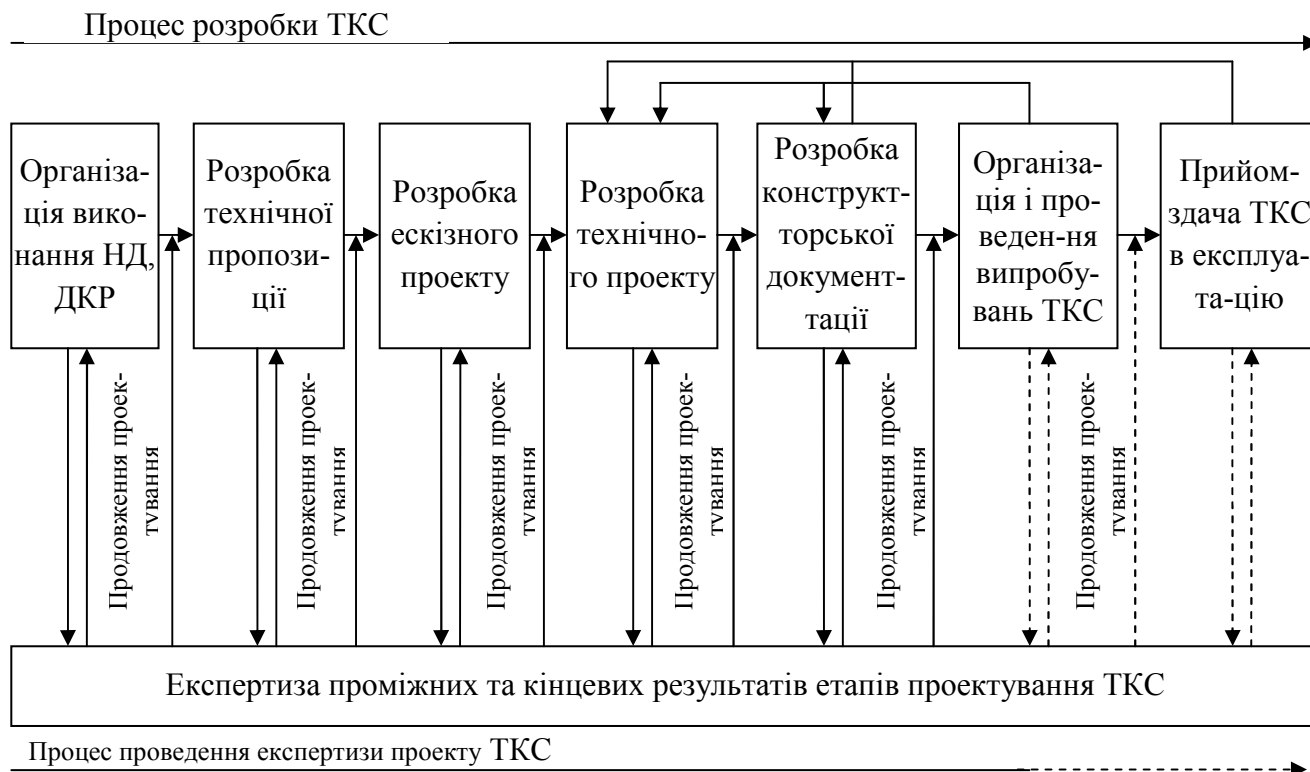 Процес розробки ТКС
Організа-
ція вико-
нання НД,
ДКР
Розробка
технічної
пропози-
ції
Розробка
ескізного
проекту
Розробка
технічно-
го проекту
Розробка
конструк-
торської
документ-
тації
Організа-
ція і про-
веден-ня
випробу-
вань ТКС
Прийом-
здача ТКС
в експлуа-
та-цію
Продовження проек-
тування
Продовження проек-
тування
Продовження проек-
тування
Продовження проек-
тування
Продовження проек-
тування
Продовження проек-
тування
Експертиза проміжних та кінцевих результатів етапів проектування ТКС
Процес проведення експертизи проекту ТКС